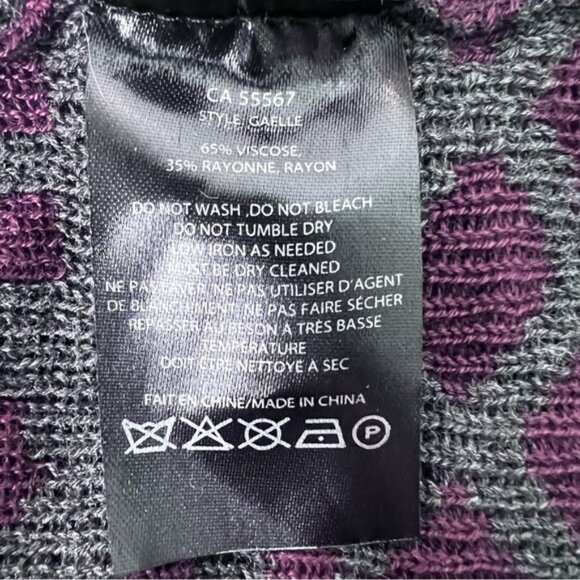 CA 55567
STYLE, GAELLE
65% VISCOSE,
35% RAYONNE, RAYON
DO NOT WASH ,DO NOT BLEACH
DO NOT TUMBLE DRY
LOW IRON AS NEEDED
MUST BE DRY CLEANED
NE PAS LAVER, NE PAS UTILISER D'AGENT
DE BLANCHIMENT, NE PAS FAIRE SÉCHER
REPASSER AU BESOIN A TRÈS BASSE
TEMPERATURE
DOIT ETRE NETTOYE A SEC
FAIT EN CHINE/MADE IN CHINA
P